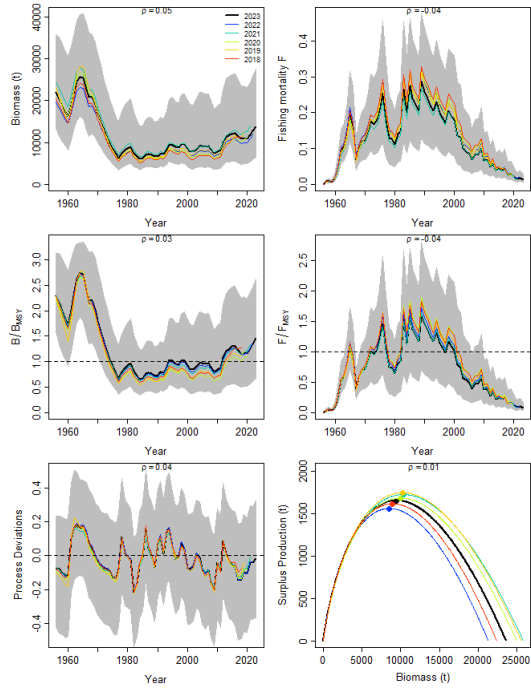 ρ = 0.05
Biomass (t)
0 10000 20000 30000 40000
2023
2022
2021
2020
2019
2018
1960 1980 2000 2020
Year
ρ = -0.04
Fishing mortality F
0.0 0.1 0.2 0.3 0.4
1960 1980 2000 2020
Year
ρ = 0.03
B/BMSY
0.0 0.5 1.0 1.5 2.0 2.5 3.0
1960 1980 2000 2020
Year
ρ = -0.04
F/FMSY
0.0 0.5 1.0 1.5 2.0 2.5
1960 1980 2000 2020
Year
ρ = 0.04
Process Deviations
-0.4 -0.2 0.0 0.2 0.4
1960 1980 2000 2020
Year
ρ = 0.01
Surplus Production (t)
0 500 1000 1500 2000
0 5000 10000 15000 20000 25000
Biomass (t)